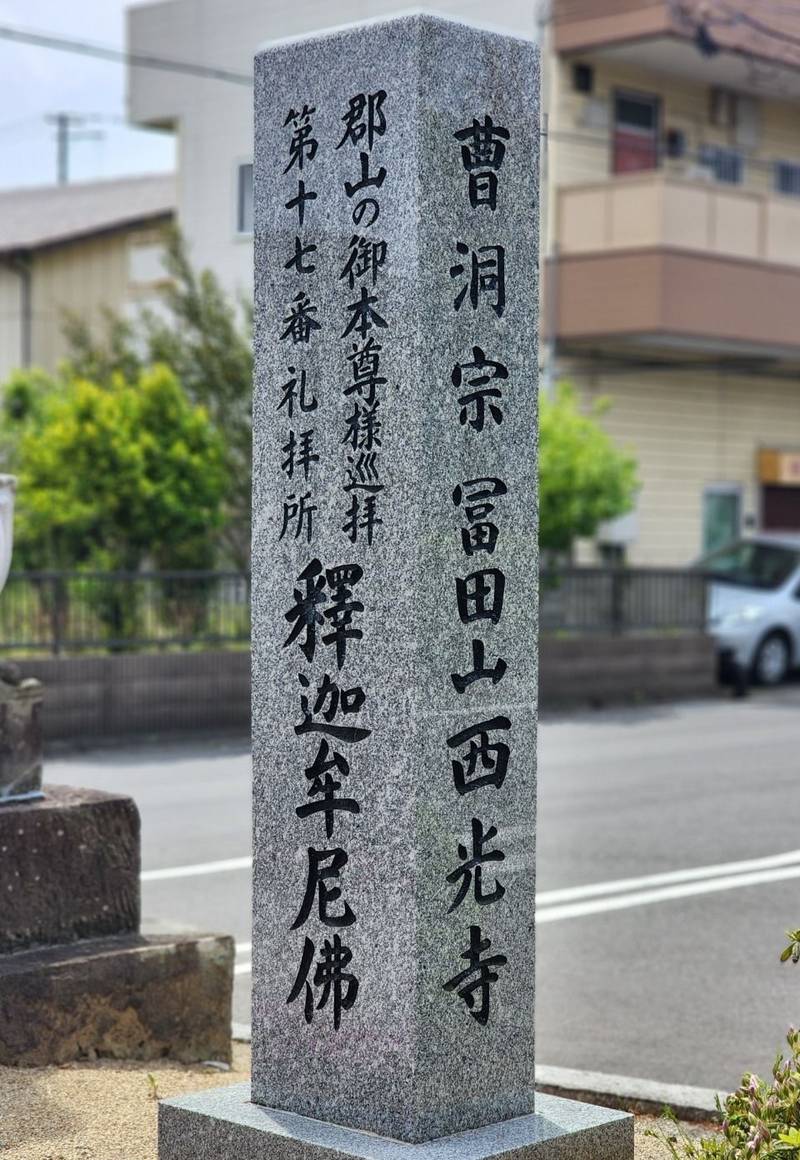 曹洞宗冨田山西光寺
郡山の御本尊様巡拝
第十七番礼拝所
釋迦牟尼佛